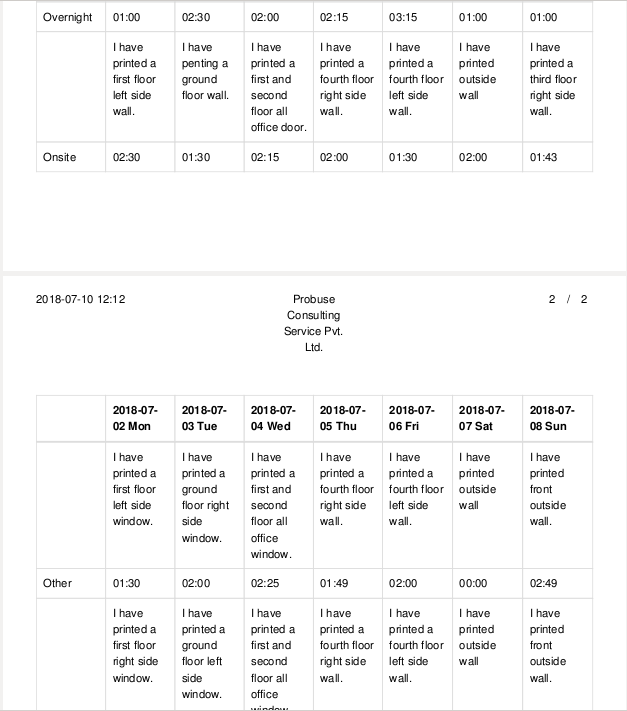 Overnight 01:00 02:30 02:00 02:15 03:15 01:00 01:00
I have I have I have I have I have I have I have
printed a penting a printed a printed a printed a printed printed a
first floor ground first and fourth floor fourth floor outside third floor
left side floor wall. second right side left side wall right side
wall. floor all wall. wall. wall.
office door.
Onsite 02:30 01:30 02:15 02:00 01:30 02:00 01:43
2018-07-10 12:12 Probuse 2 / 2
Consulting
Service Pvt.
Ltd.
2018-07- 2018-07- 2018-07- 2018-07- 2018-07- 2018-07- 2018-07-
02 Mon 03 Tue 04 Wed 05 Thu 06 Fri 07 Sat 08 Sun
I have I have I have I have I have I have I have
printed a printed a printed a printed a printed a printed printed
first floor ground first and fourth floor fourth floor outside front
left side floor right second right side left side wall outside
window. side floor all wall. wall. wall.
window. office
window.
Other 01:30 02:00 02:25 01:49 02:00 00:00 02:49
I have I have I have I have I have I have I have
printed a printed a printed a printed a printed a printed printed
first floor ground first and fourth floor fourth floor outside front
right side floor left second right side left side wall outside
window. side floor all wall. wall. wall.
window. office